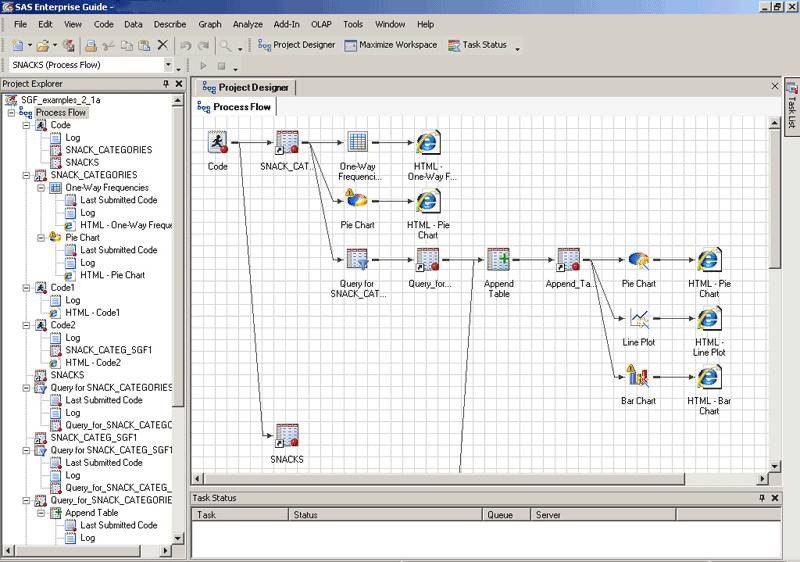 SAS Enterprise Guide -
File Edit View Code Data Describe Graph Analyze Add-In OLAP Tools Window Help
Project Designer Maximize Workspace Task Status
SNACKS (Process Flow)
Project Explorer
SGF_examples_2_1a
Process Flow
Code
Log
SNACK_CATEGORIES
SNACKS
SNACK_CATEGORIES
One-Way Frequencies
Last Submitted Code
Log
HTML - One-Way Freque
Pie Chart
Last Submitted Code
Log
HTML - Pie Chart
Code1
Log
HTML - Code1
Code2
Log
SNACK_CATEG_SGF1
HTML - Code2
SNACKS
Query for SNACK_CATEGORIES
Last Submitted Code
Log
Query_for_SNACK_CATEG
SNACK_CATEG_SGF1
Query for SNACK_CATEG_SGF1
Last Submitted Code
Log
Query_for_SNACK_CATEG_
Query_for_SNACK_CATEGORIE
Append Table
Last Submitted Code
Log
Project Designer
Process Flow
Code
SNACK_CAT...
One-Way
Frequenci...
HTML -
One-Way F...
Pie Chart
HTML - Pie
Chart
Query for
SNACK_CAT...
Query_for...
Append
Table
Append_Ta...
Pie Chart
HTML - Pie
Chart
Line Plot
HTML -
Line Plot
Bar Chart
HTML - Bar
Chart
SNACKS
Task List
Task Status
Task Status Queue Server